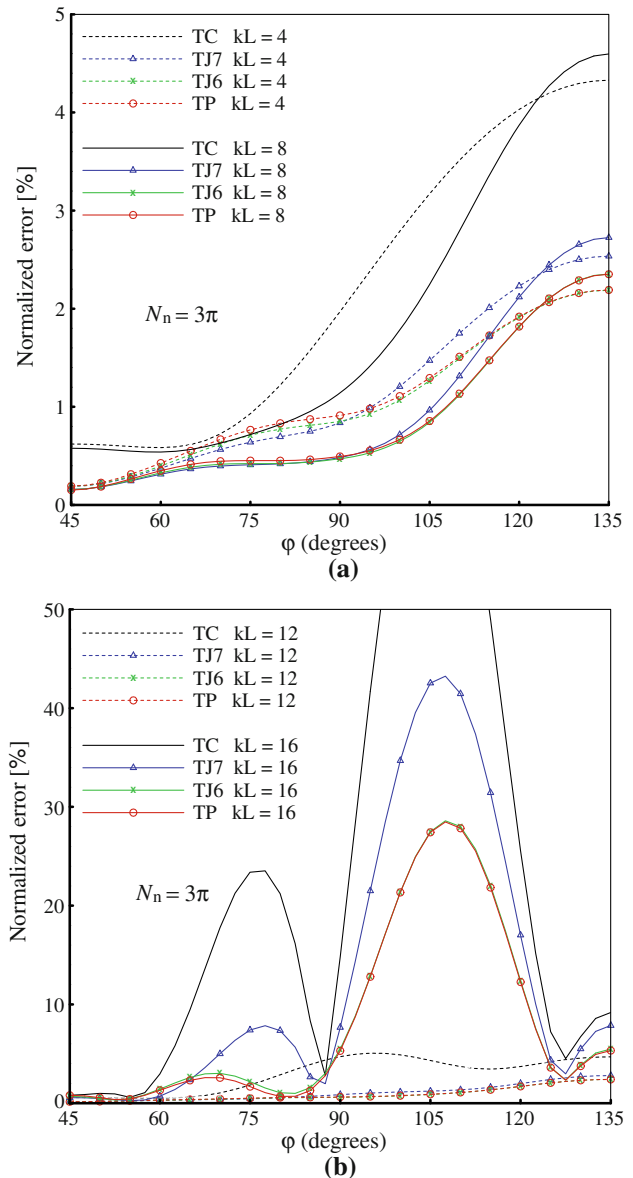 5
4
3
2
1
0
Normalized error [%]
TC kL = 4
TJ7 kL = 4
TJ6 kL = 4
TP kL = 4
TC kL = 8
TJ7 kL = 8
TJ6 kL = 8
TP kL = 8
Nn = 3π
45 60 75 90 105 120 135
φ (degrees)
(a)
50
40
30
20
10
0
Normalized error [%]
TC kL = 12
TJ7 kL = 12
TJ6 kL = 12
TP kL = 12
TC kL = 16
TJ7 kL = 16
TJ6 kL = 16
TP kL = 16
Nn = 3π
45 60 75 90 105 120 135
φ (degrees)
(b)